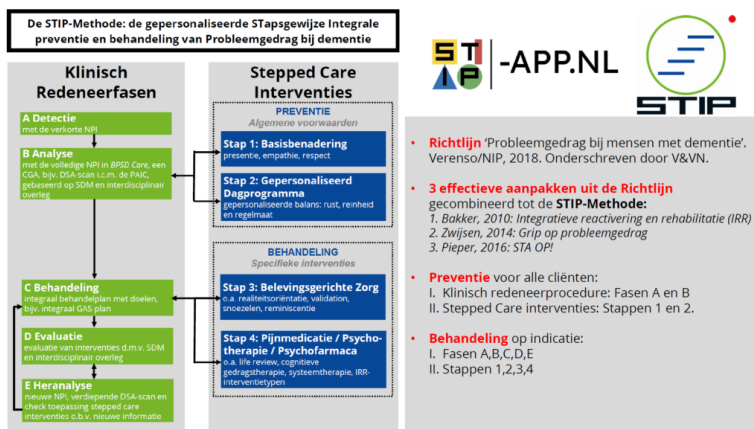 De STIP-Methode: de gepersonaliseerde STapsgewijze Integrale
preventie en behandeling van Probleemgedrag bij dementie
Klinisch
Redeneerfasen
A Detectie
met de verkorte NPI
B Analyse
met de volledige NPI in BPSD Care, een
CGA, bijv. DSA-scan i.c.m. de PAIC,
gebaseerd op SDM en interdisciplinair
overleg
C Behandeling
integraal behandelplan met doelen,
bijv. integraal GAS plan
D Evaluatie
evaluatie van interventies d.m.v. SDM
en interdisciplinair overleg
E Heranalyse
nieuwe NPI, verdiepende DSA-scan en
check toepassing stepped care
interventies o.b.v. nieuwe informatie
Stepped Care
Interventies
PREVENTIE
Algemene voorwaarden
Stap 1: Basisbenadering
presentie, empathie, respect
Stap 2: Gepersonaliseerd
Dagprogramma
gepersonaliseerde balans: rust, reinheid
en regelmaat
BEHANDELING
Specifieke interventies
Stap 3: Belevingsgerichte Zorg
o.a. realiteitsoriëntatie, validation,
snoezelen, reminiscentie
Stap 4: Pijnmedicatie / Psycho-
therapie / Psychofarmaca
o.a. life review, cognitieve
gedragstherapie, systeemtherapie, IRR-
interventietypen
STIP-APP.NL
STIP
• Richtlijn ‘Probleemgedrag bij mensen met dementie’.
Verenso/NIP, 2018. Onderschreven door V&VN.
• 3 effectieve aanpakken uit de Richtlijn
gecombineerd tot de STIP-Methode:
1. Bakker, 2010: Integratieve reactivering en rehabilitatie (IRR)
2. Zwijsen, 2014: Grip op probleemgedrag
3. Pieper, 2016: STA OP!
• Preventie voor alle cliënten:
I. Klinisch redeneerprocedure: Fasen A en B
II. Stepped Care interventies: Stappen 1 en 2.
• Behandeling op indicatie:
I. Fasen A,B,C,D,E
II. Stappen 1,2,3,4